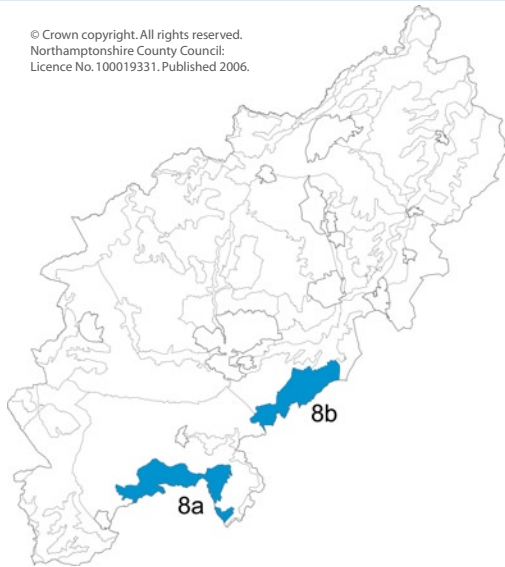 © Crown copyright. All rights reserved.
Northamptonshire County Council:
Licence No. 100019331. Published 2006.
8b
8a